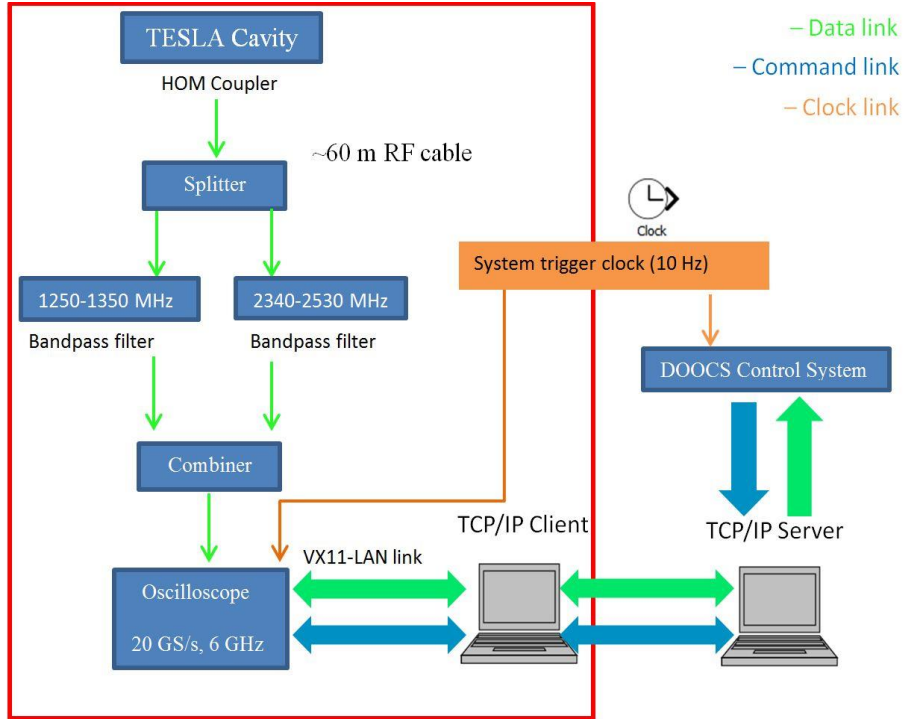 TESLA Cavity
HOM Coupler
~60 m RF cable
Splitter
1250-1350 MHz
2340-2530 MHz
Bandpass filter
Bandpass filter
Combiner
Oscilloscope
20 GS/s, 6 GHz
VX11-LAN link
TCP/IP Client
System trigger clock (10 Hz)
Clock
– Data link
– Command link
– Clock link
DOOCS Control System
TCP/IP Server